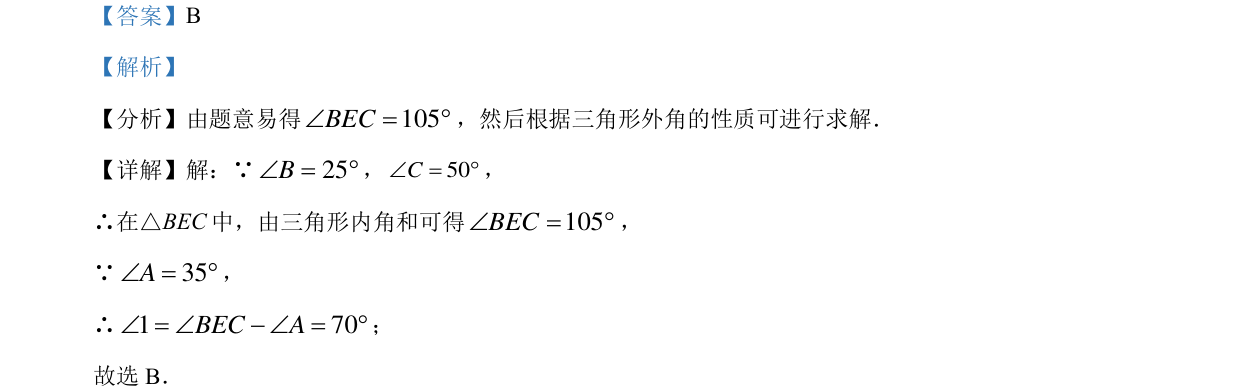 【答案】B
【解析】
【分析】由题意易得∠BEC=105°，然后根据三角形外角的性质可进行求解．
【详解】解：∵∠B=25°，∠C=50°，
∴在△BEC中，由三角形内角和可得∠BEC=105°，
∵∠A=35°，
∴∠1=∠BEC−∠A=70°；
故选B．